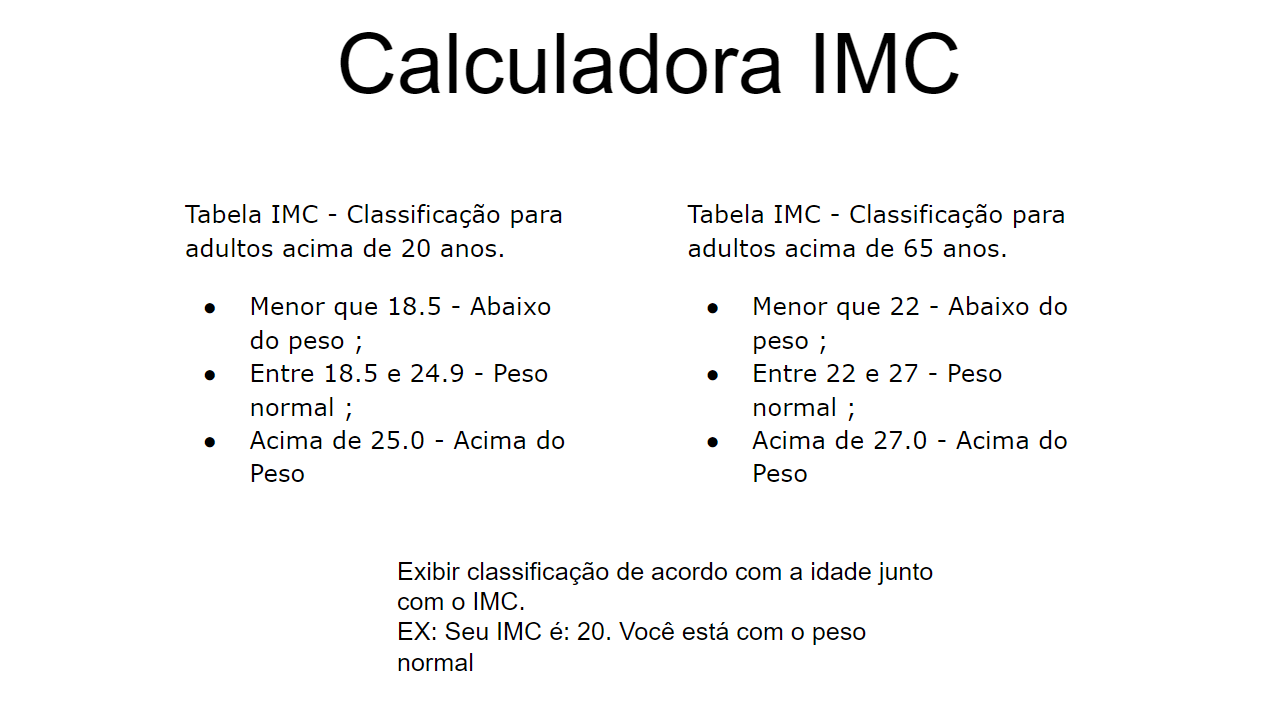 Calculadora IMC
Tabela IMC - Classificação para
adultos acima de 20 anos.
● Menor que 18.5 - Abaixo
do peso ;
● Entre 18.5 e 24.9 - Peso
normal ;
● Acima de 25.0 - Acima do
Peso
Tabela IMC - Classificação para
adultos acima de 65 anos.
● Menor que 22 - Abaixo do
peso ;
● Entre 22 e 27 - Peso
normal ;
● Acima de 27.0 - Acima do
Peso
Exibir classificação de acordo com a idade junto
com o IMC.
EX: Seu IMC é: 20. Você está com o peso
normal